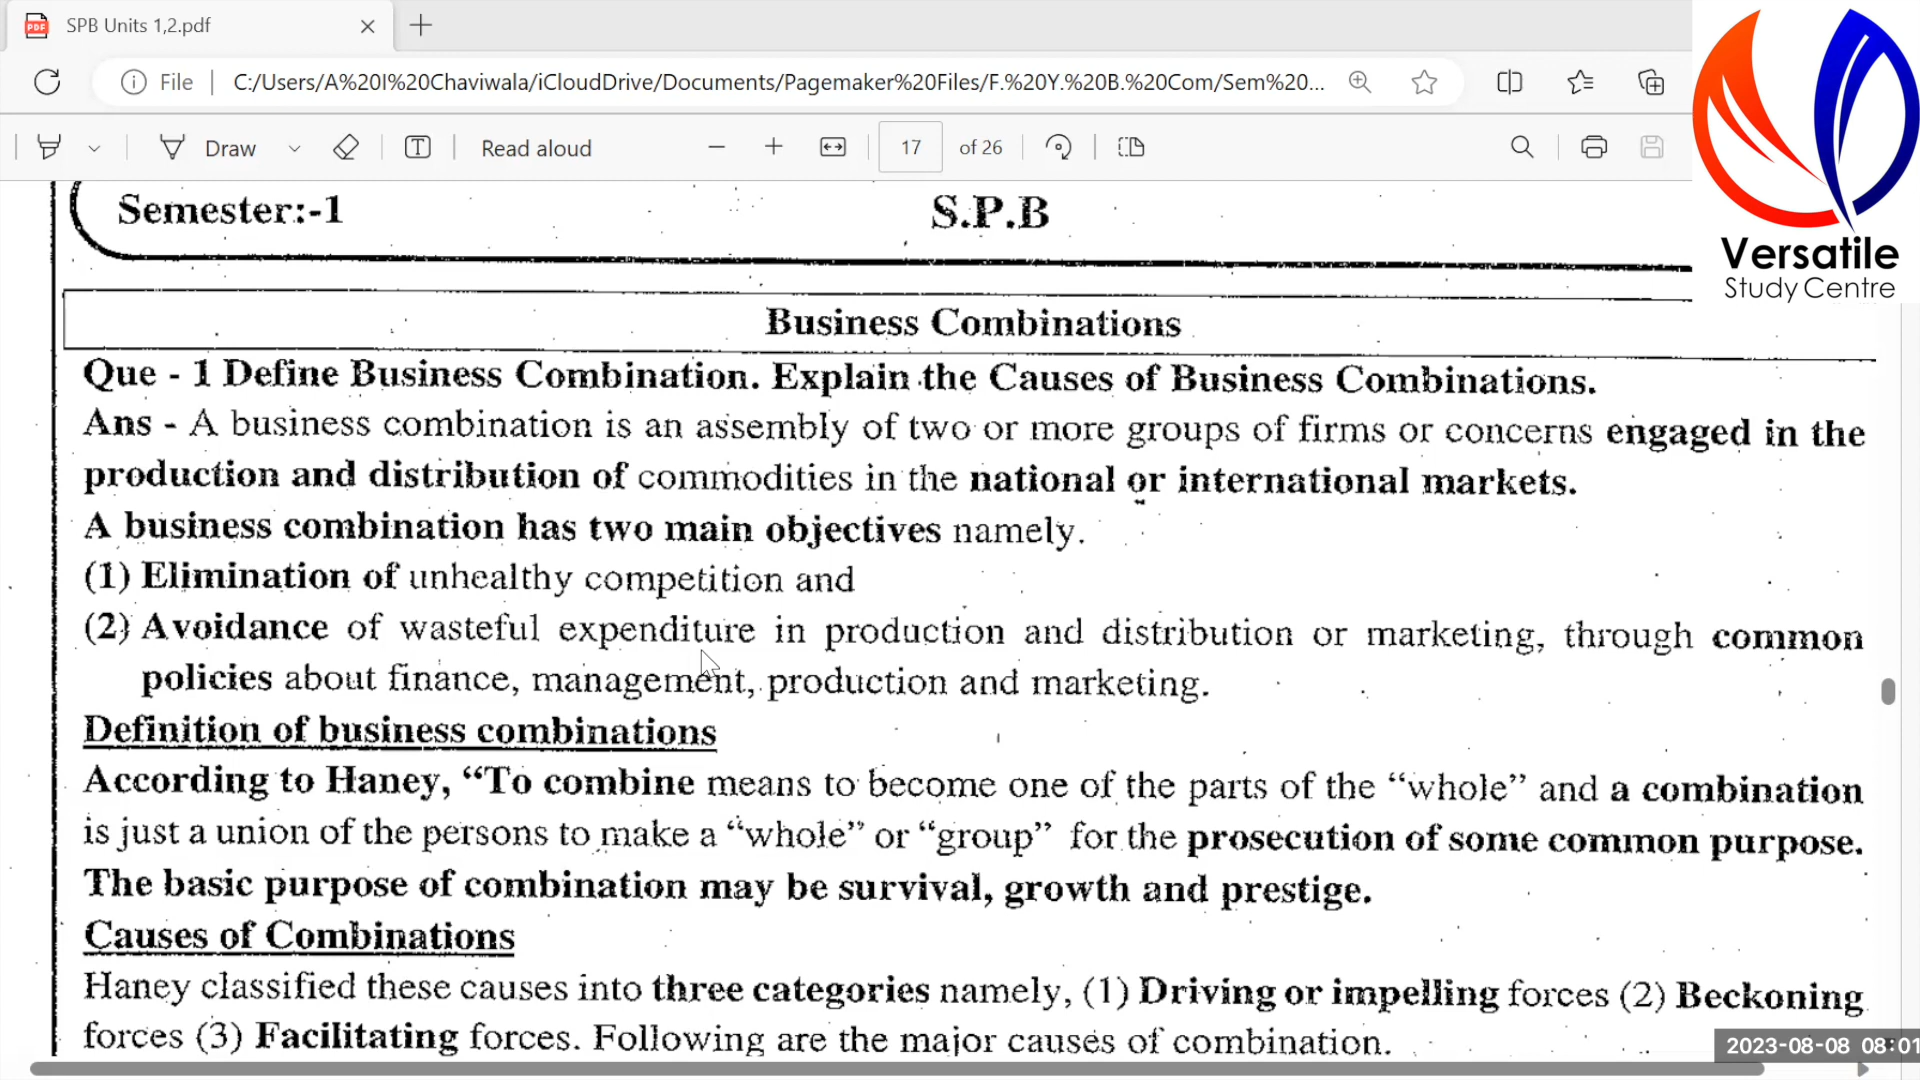 SPB Units 1,2.pdf
File
C:/Users/A%20I%20Chaviwala/iCloudDrive/Documents/Pagemaker%20Files/F.%20Y.%20B.%20Com/Sem%20...
Draw
Read aloud
17 of 26
Versatile
Study Centre
Semester:-1 S.P.B
Business Combinations
Que - 1 Define Business Combination. Explain the Causes of Business Combinations.
Ans - A business combination is an assembly of two or more groups of firms or concerns engaged in the
production and distribution of commodities in the national or international markets.
A business combination has two main objectives namely.
(1) Elimination of unhealthy competition and
(2) Avoidance of wasteful expenditure in production and distribution or marketing, through common
policies about finance, management, production and marketing.
Definition of business combinations
According to Haney, “To combine means to become one of the parts of the “whole” and a combination
is just a union of the persons to make a “whole” or “group” for the prosecution of some common purpose.
The basic purpose of combination may be survival, growth and prestige.
Causes of Combinations
Haney classified these causes into three categories namely, (1) Driving or impelling forces (2) Beckoning
forces (3) Facilitating forces. Following are the major causes of combination.
2023-08-08 08:01